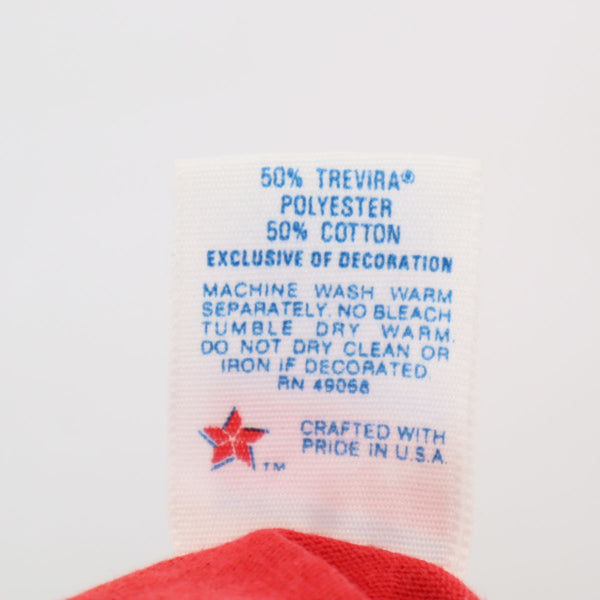 50% TREVIRA®
POLYESTER
50% COTTON
EXCLUSIVE OF DECORATION
MACHINE WASH WARM
SEPARATELY. NO BLEACH
TUMBLE DRY WARM.
DO NOT DRY CLEAN OR
IRON IF DECORATED.
RN 49058
CRAFTED WITH
PRIDE IN U.S.A.
TM